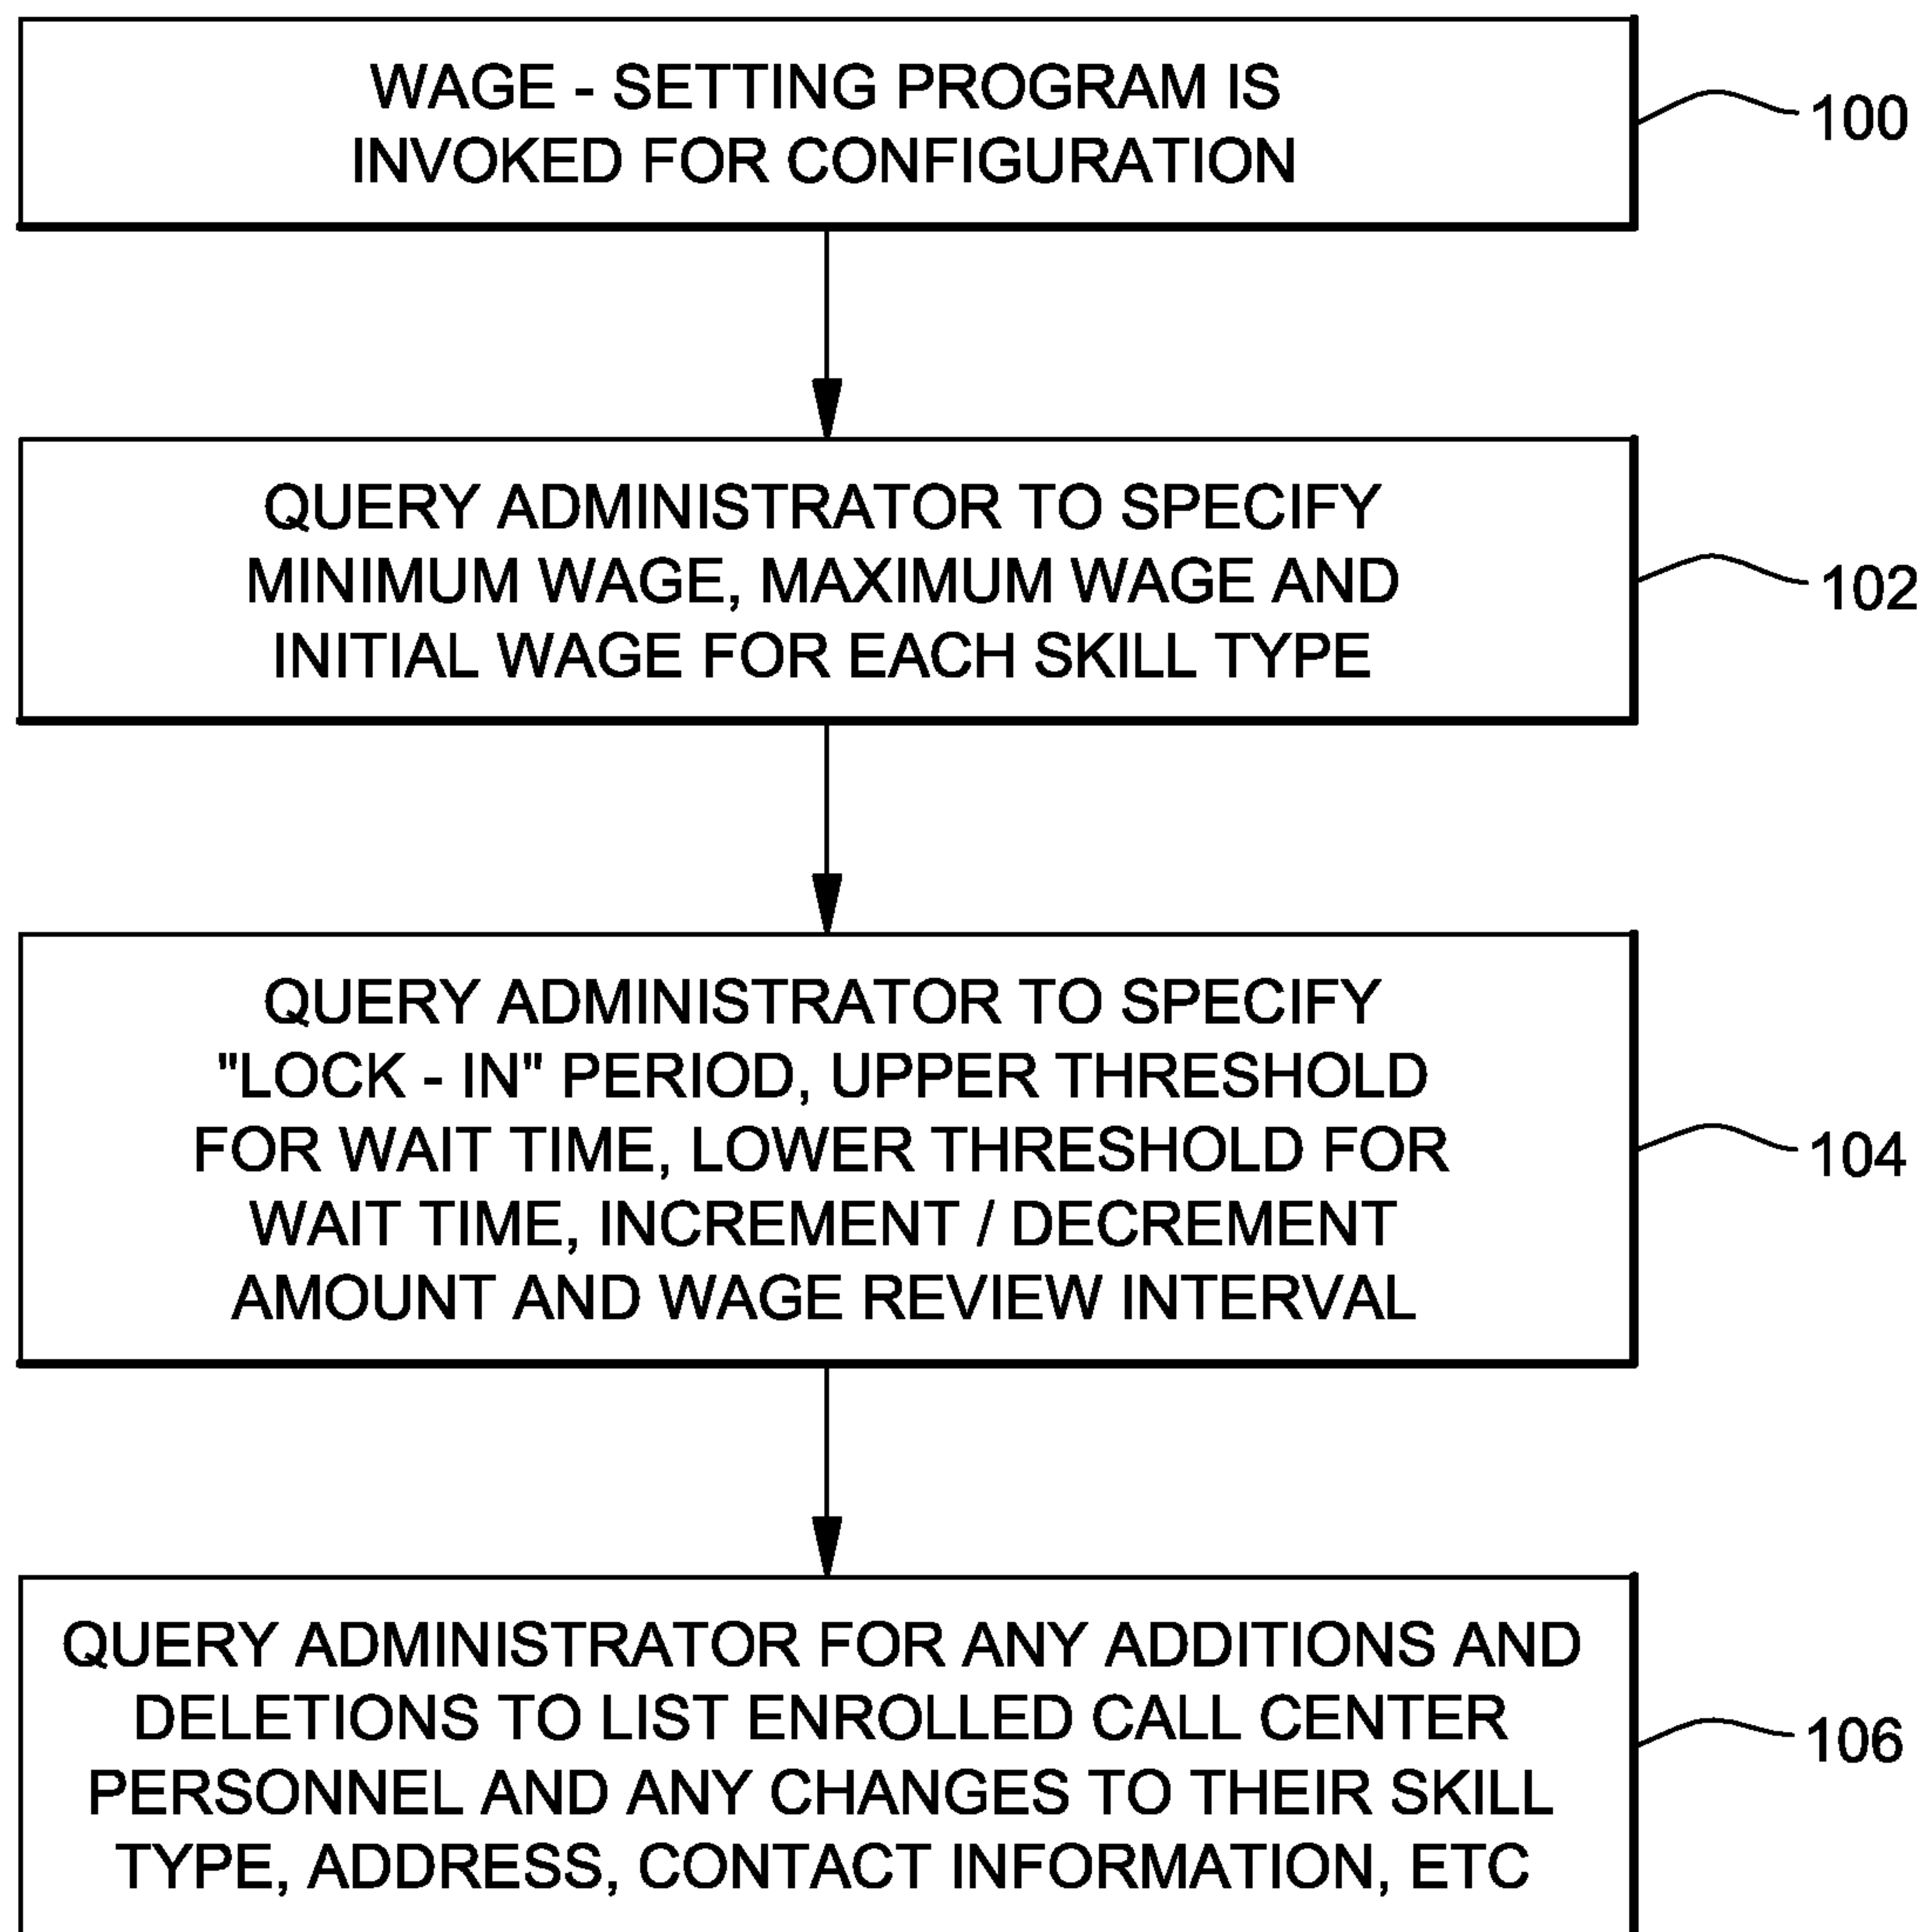 WAGE - SETTING PROGRAM IS
INVOKED FOR CONFIGURATION
100
QUERY ADMINISTRATOR TO SPECIFY
MINIMUM WAGE, MAXIMUM WAGE AND
INITIAL WAGE FOR EACH SKILL TYPE
102
QUERY ADMINISTRATOR TO SPECIFY
"LOCK - IN" PERIOD, UPPER THRESHOLD
FOR WAIT TIME, LOWER THRESHOLD FOR
WAIT TIME, INCREMENT / DECREMENT
AMOUNT AND WAGE REVIEW INTERVAL
104
QUERY ADMINISTRATOR FOR ANY ADDITIONS AND
DELETIONS TO LIST ENROLLED CALL CENTER
PERSONNEL AND ANY CHANGES TO THEIR SKILL
TYPE, ADDRESS, CONTACT INFORMATION, ETC
106